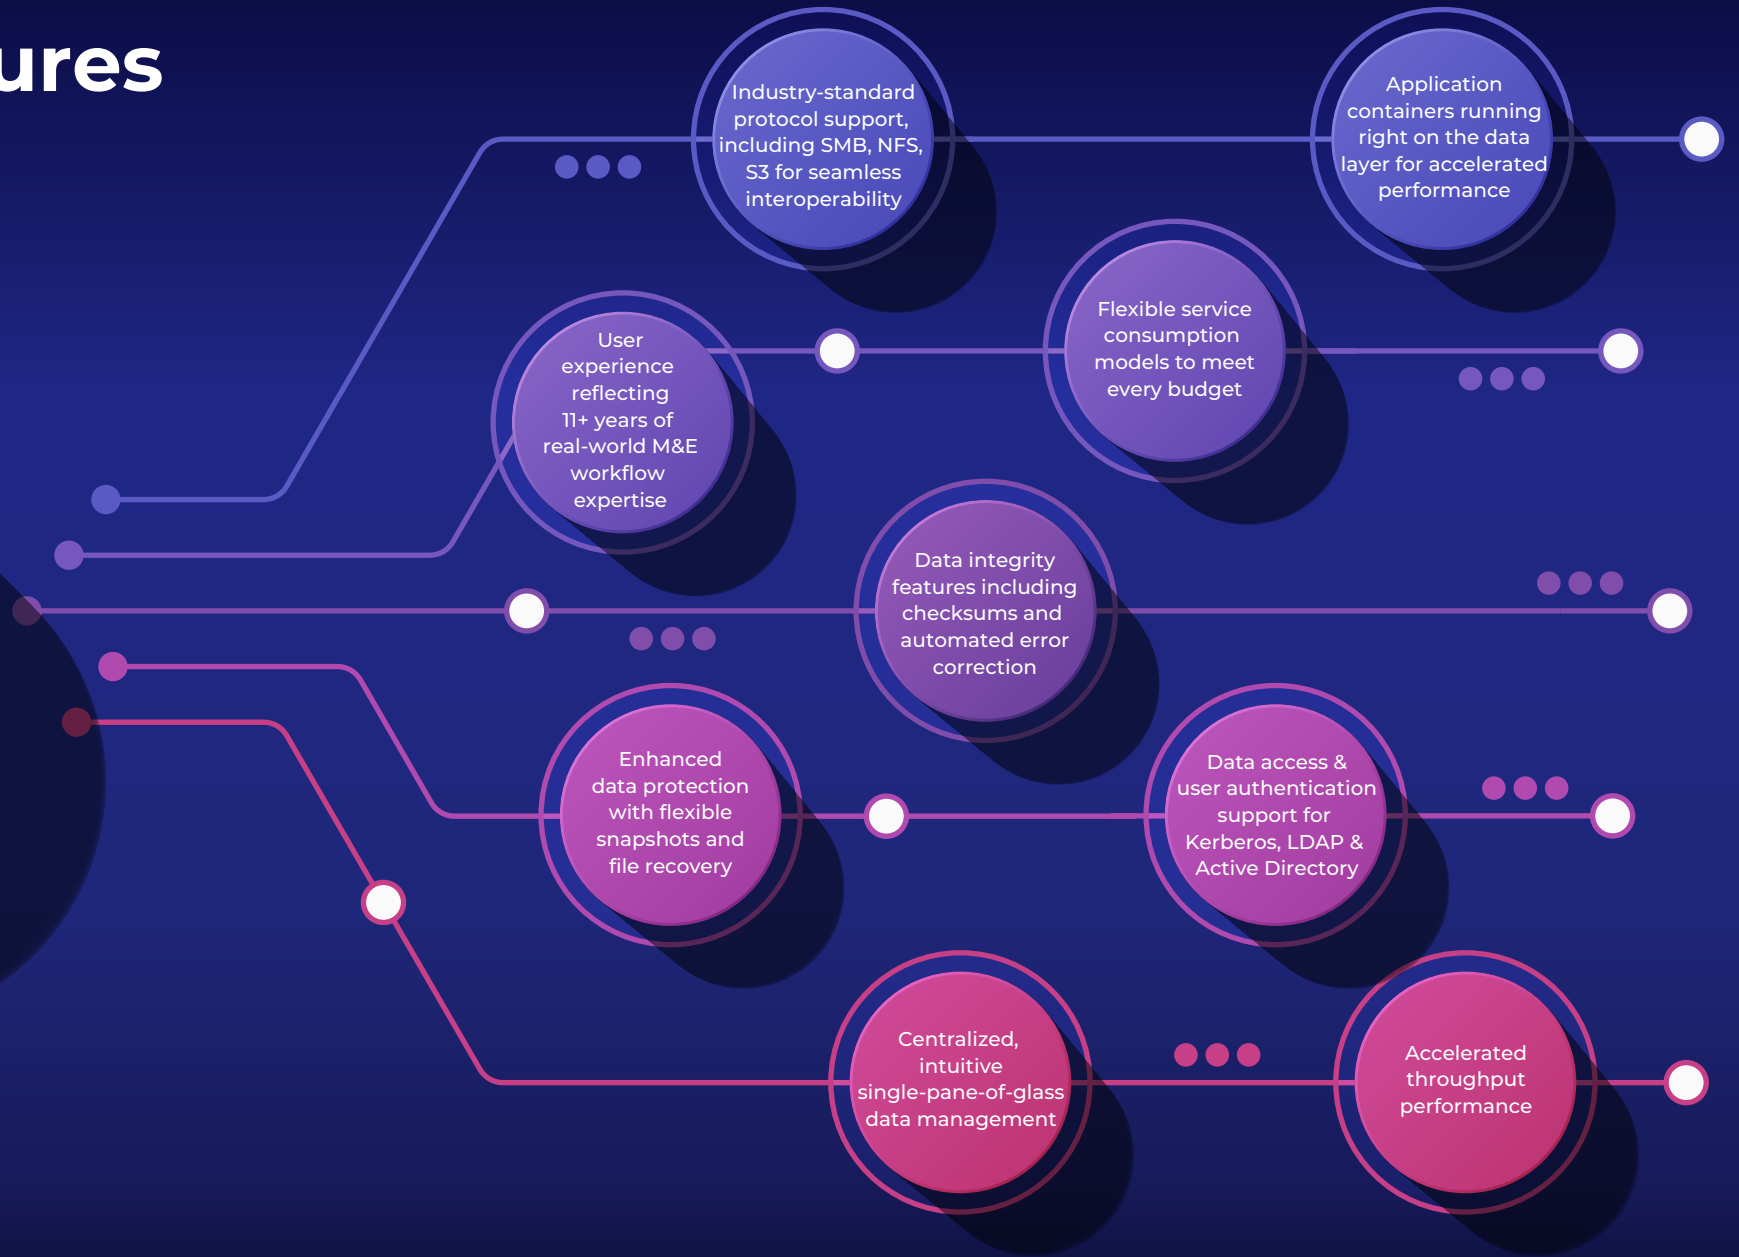 ures
Industry-standard
protocol support,
including SMB, NFS,
S3 for seamless
interoperability
Application
containers running
right on the data
layer for accelerated
performance
User
experience
reflecting
11+ years of
real-world M&E
workflow
expertise
Flexible service
consumption
models to meet
every budget
Data integrity
features including
checksums and
automated error
correction
Enhanced
data protection
with flexible
snapshots and
file recovery
Data access &
user authentication
support for
Kerberos, LDAP &
Active Directory
Centralized,
intuitive
single-pane-of-glass
data management
Accelerated
throughput
performance